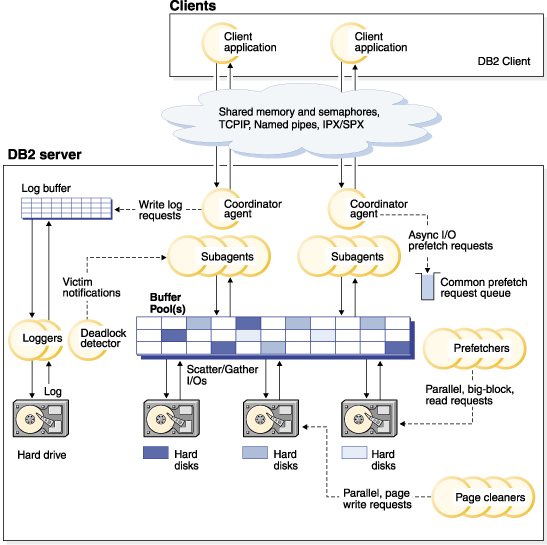 Clients
Client
application
Client
application
DB2 Client
Shared memory and semaphores,
TCPIP, Named pipes, IPX/SPX
DB2 server
Log buffer
Write log
requests
Coordinator
agent
Coordinator
agent
Async I/O
prefetch requests
Subagents
Subagents
Victim
notifications
Common prefetch
request queue
Buffer
Pool(s)
Loggers
Deadlock
detector
Prefetchers
Scatter/Gather
I/Os
Log
Parallel, big-block,
read requests
Hard drive
Hard
disks
Hard
disks
Hard
disks
Parallel, page
write requests
Page cleaners